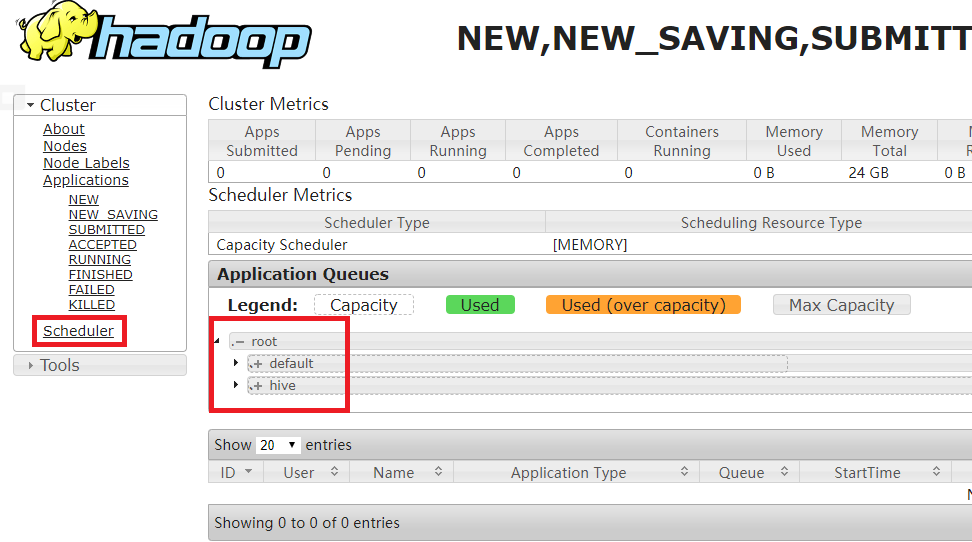 hadoop
NEW,NEW_SAVING,SUBMITT
Cluster
About
Nodes
Node Labels
Applications
NEW
NEW_SAVING
SUBMITTED
ACCEPTED
RUNNING
FINISHED
FAILED
KILLED
Scheduler
Tools
Cluster Metrics
Apps Submitted Apps Pending Apps Running Apps Completed Containers Running Memory Used Memory Total
0 0 0 0 0 0 B 24 GB 0 B
Scheduler Metrics
Scheduler Type Scheduling Resource Type
Capacity Scheduler [MEMORY]
Application Queues
Legend: Capacity Used Used (over capacity) Max Capacity
- root
+ default
+ hive
Show 20 entries
ID User Name Application Type Queue StartTime
Showing 0 to 0 of 0 entries